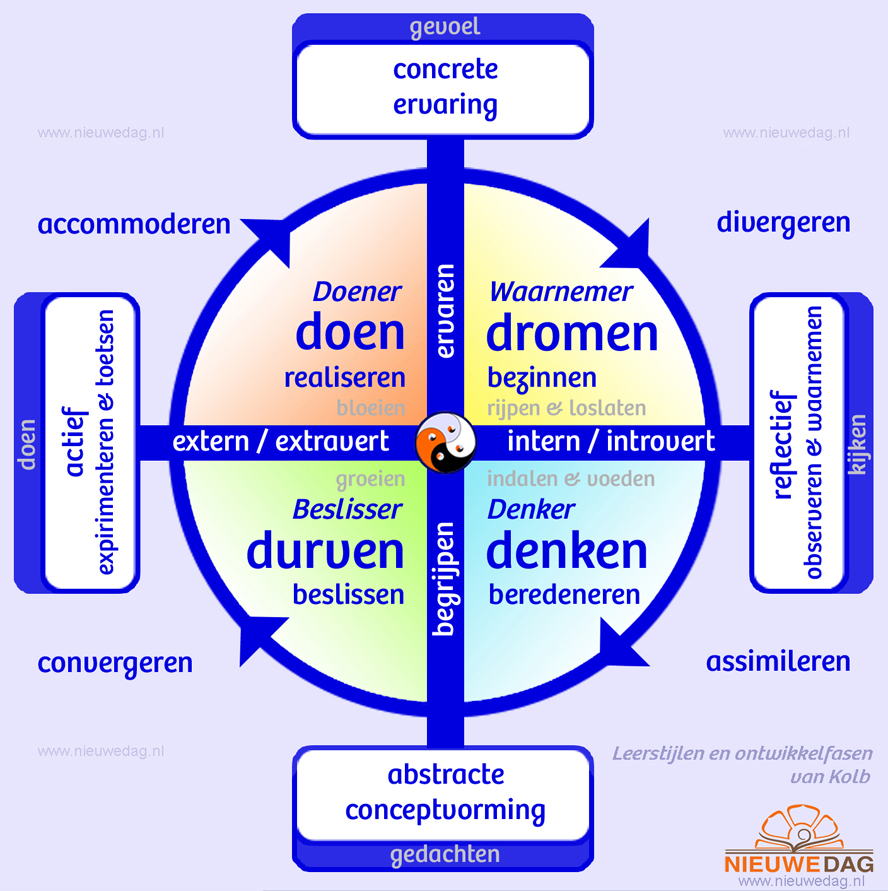 gevoel
concrete
ervaring
www.nieuwedag.nl
www.nieuwedag.nl
accommoderen
divergeren
ervaren
Doener
doen
realiseren
bloeien
Waarnemer
dromen
bezinnen
rijpen & loslaten
doen
actief
expirimenteren & toetsen
extern / extravert
intern / introvert
reflectief
observeren & waarnemen
kijken
groeien
Beslisser
durven
beslissen
indalen & voeden
Denker
denken
beredeneren
begrijpen
convergeren
assimileren
www.nieuwedag.nl
Leerstijlen en ontwikkelfasen
van Kolb
abstracte
conceptvorming
gedachten
NIEUWEDAG
www.nieuwedag.nl